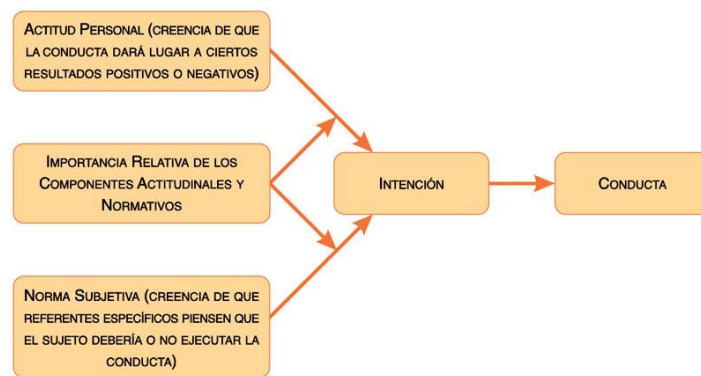 Actitud Personal (creencia de que
la conducta dará lugar a ciertos
resultados positivos o negativos)
Importancia Relativa de los
Componentes Actitudinales y
Normativos
Intención
Conducta
Norma Subjetiva (creencia de que
referentes específicos piensen que
el sujeto debería o no ejecutar la
conducta)